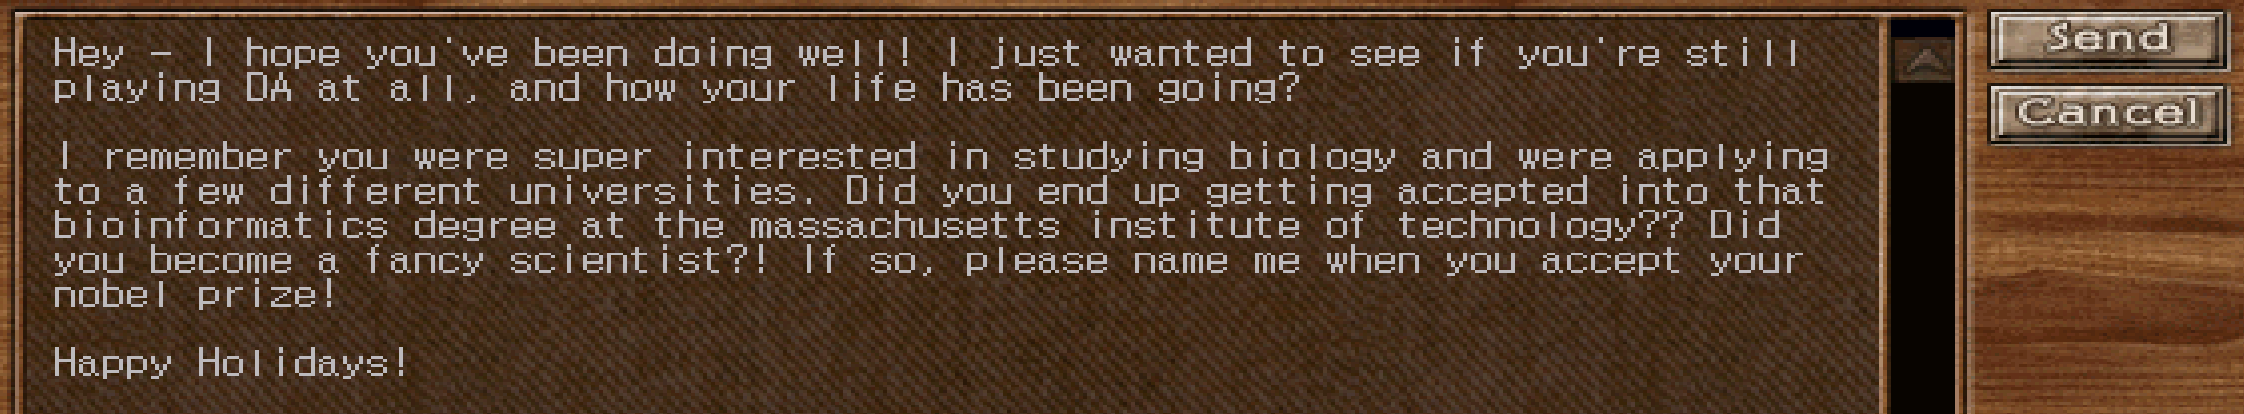 Hey - I hope you've been doing well! I just wanted to see if you're still
playing DA at all, and how your life has been going?
I remember you were super interested in studying biology and were applying
to a few different universities. Did you end up getting accepted into that
bioinformatics degree at the massachusetts institute of technology?? Did
you become a fancy scientist?! If so, please name me when you accept your
nobel prize!
Happy Holidays!
Send
Cancel